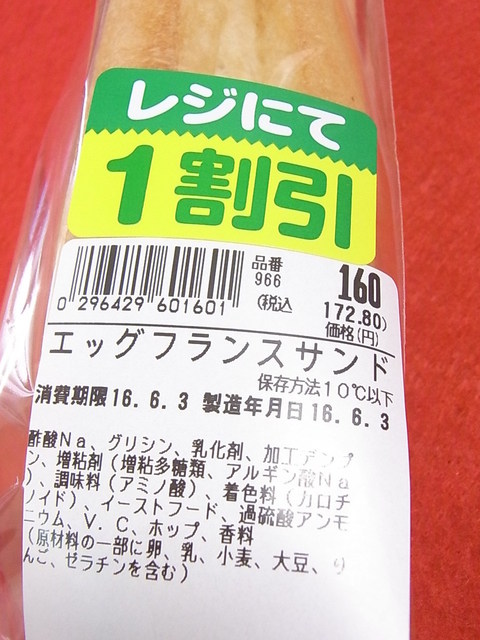 レジにて
1割引
品番
966
160
(税込 172.80)
価格(円)
0 296429 601601
エッグフランスサンド
保存方法10℃以下
消費期限16.6.3 製造年月日16.6.3
酢酸Na、グリシン、乳化剤、加工デンプ
ン、増粘剤(増粘多糖類、アルギン酸Na
)、調味料(アミノ酸)、着色料(カロチ
ノイド)、イーストフード、過硫酸アンモ
ニウム、V.C、ホップ、香料
(原材料の一部に卵、乳、小麦、大豆、り
んご、ゼラチンを含む)